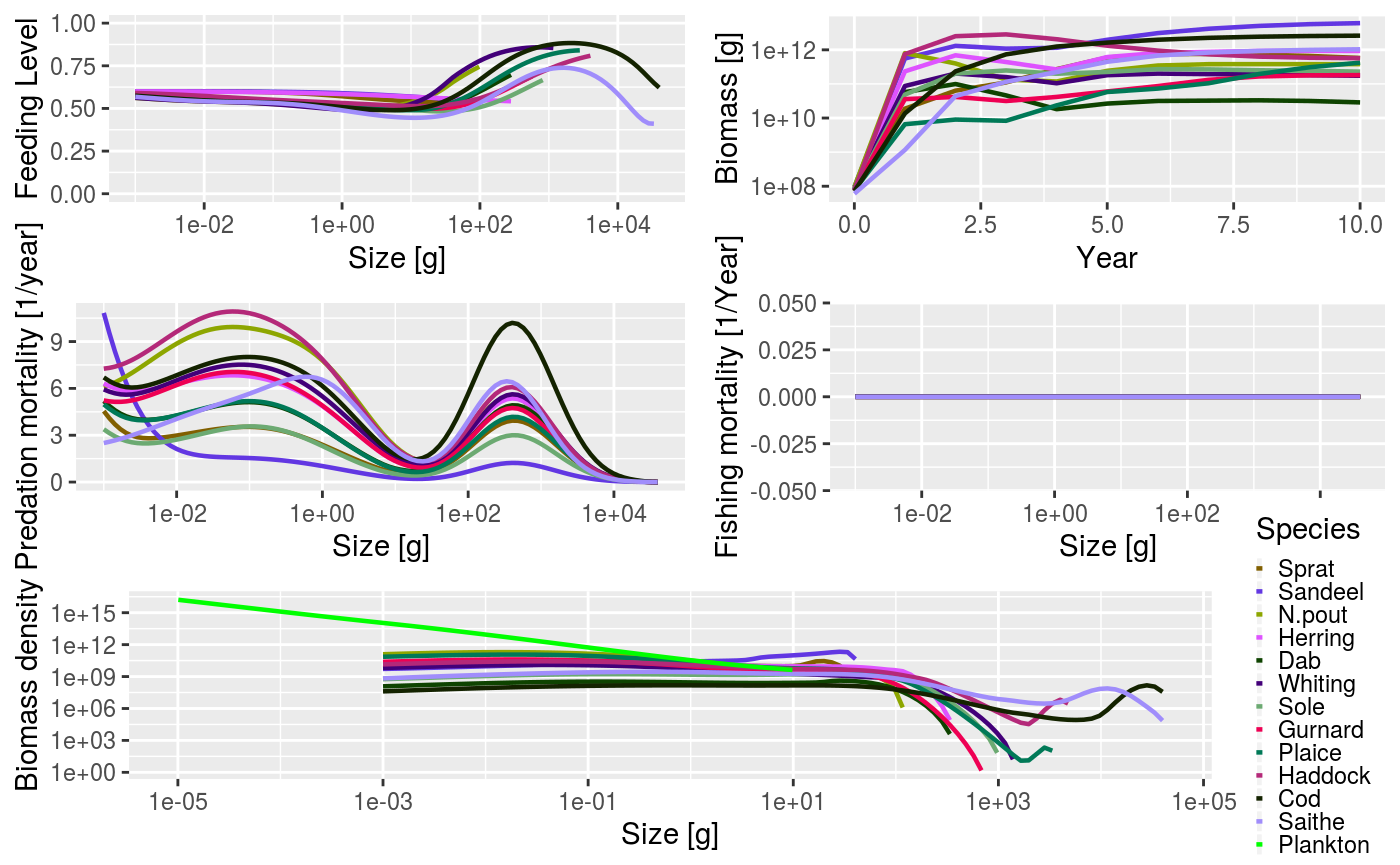 Feeding Level
1.00
0.75
0.50
0.25
0.00
1e-02 1e+00 1e+02 1e+04
Size [g]
Biomass [g]
1e+12
1e+10
1e+08
0.0 2.5 5.0 7.5 10.0
Year
Predation mortality [1/year]
9
6
3
0
1e-02 1e+00 1e+02 1e+04
Size [g]
Fishing mortality [1/Year]
0.050
0.025
0.000
-0.025
-0.050
1e-02 1e+00 1e+02
Size [g]
Biomass density
1e+15
1e+12
1e+09
1e+06
1e+03
1e+00
1e-05 1e-03 1e-01 1e+01 1e+03 1e+05
Size [g]
Species
Sprat
Sandeel
N.pout
Herring
Dab
Whiting
Sole
Gurnard
Plaice
Haddock
Cod
Saithe
Plankton